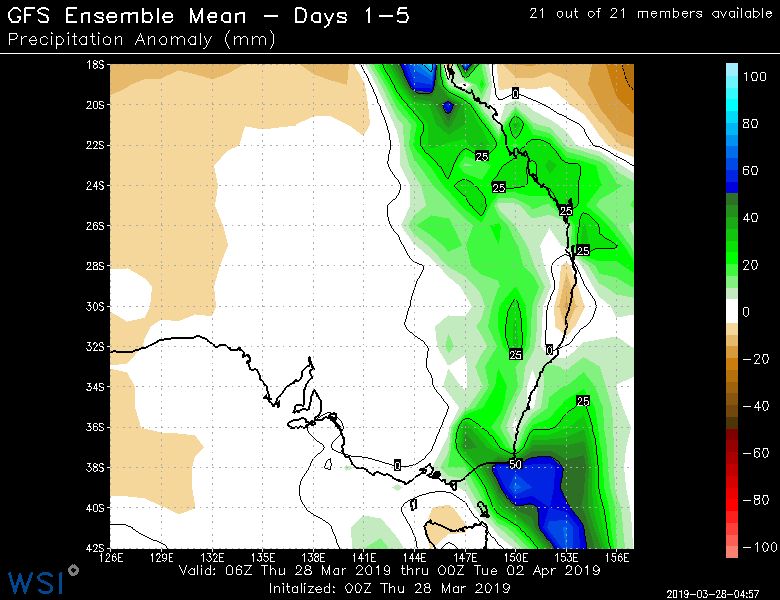 GFS Ensemble Mean - Days 1-5
21 out of 21 members available
Precipitation Anomaly (mm)
18S
20S
22S
24S
26S
28S
30S
32S
34S
36S
38S
40S
42S
0
25
25
25
25
0
25
25
0
50
126E 129E 132E 135E 138E 141E 144E 147E 150E 153E 156E
100
80
60
40
20
0
-20
-40
-60
-80
-100
Valid: 06Z Thu 28 Mar 2019 thru 00Z Tue 02 Apr 2019
Initalized: 00Z Thu 28 Mar 2019
WSI
2019-03-28-04:57